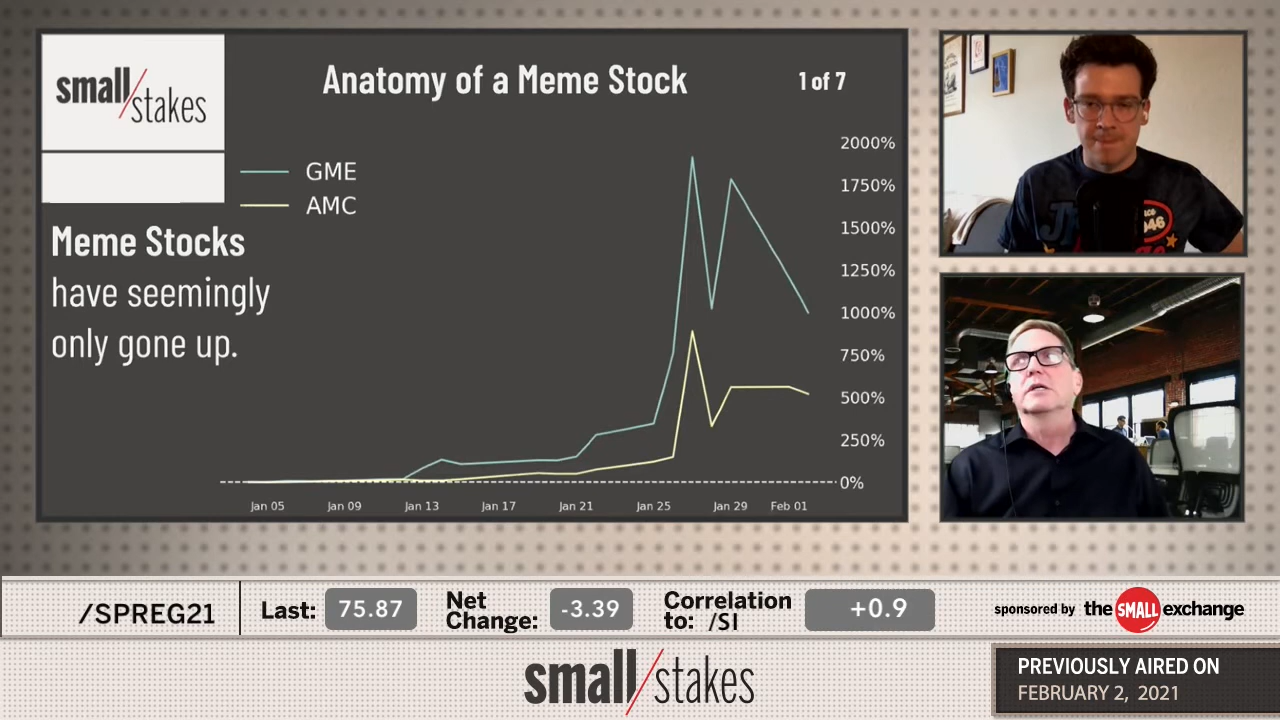 small/stakes
Anatomy of a Meme Stock
1 of 7
GME
AMC
Meme Stocks
have seemingly
only gone up.
2000%
1750%
1500%
1250%
1000%
750%
500%
250%
0%
Jan 05 Jan 09 Jan 13 Jan 17 Jan 21 Jan 25 Jan 29 Feb 01
46
/SPREG21
Last: 75.87
Net
Change: -3.39
Correlation
to: /SI +0.9
sponsored by the SMALL exchange
small/stakes
PREVIOUSLY AIRED ON
FEBRUARY 2, 2021